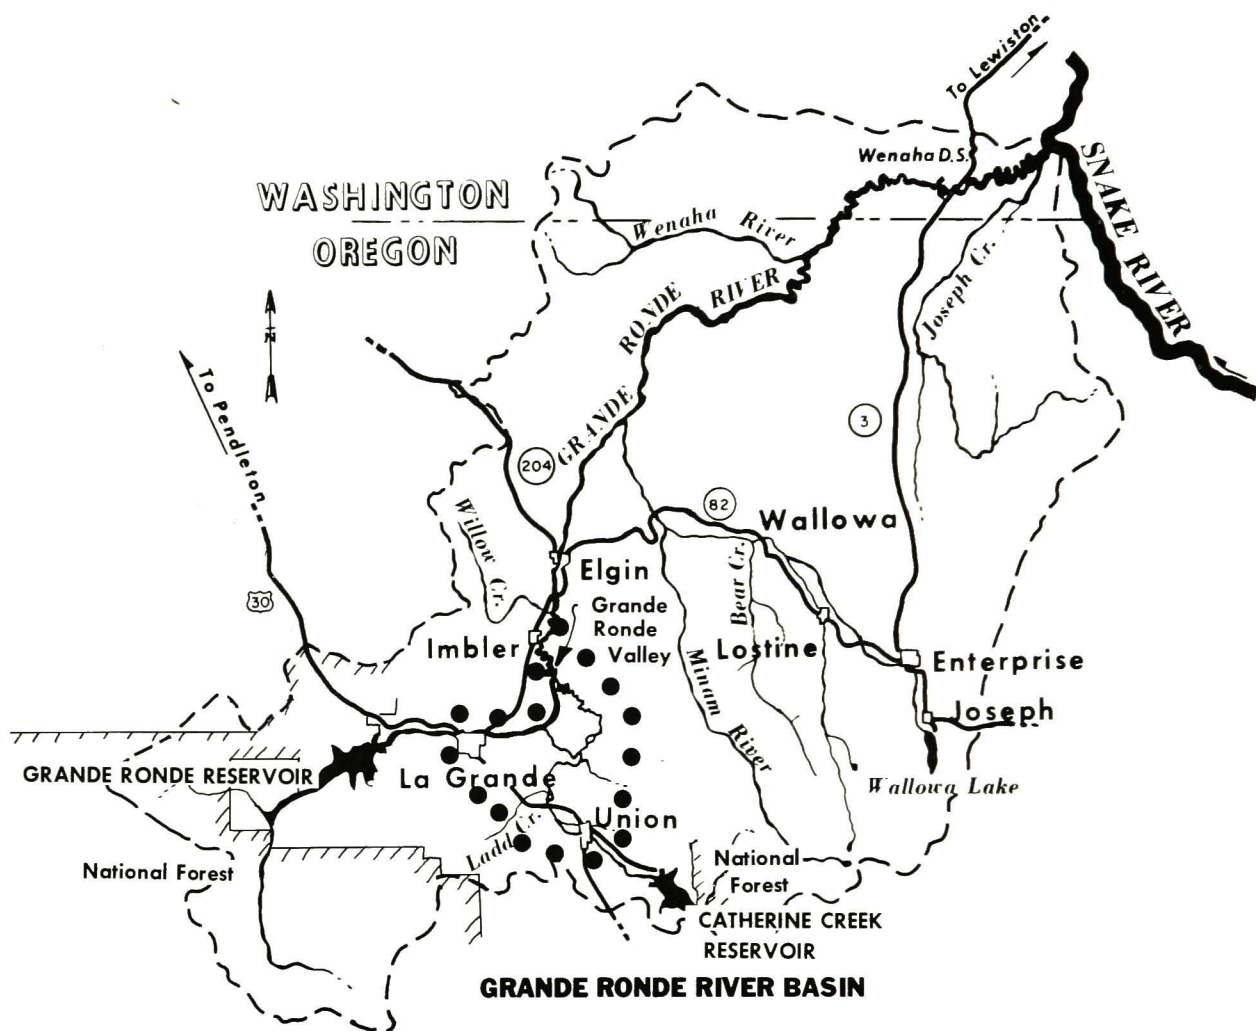 To Lewiston
Wenaha D.S.
SNAKE RIVER
WASHINGTON
OREGON
Wenaha River
Joseph Cr.
GRANDE RONDE RIVER
N
To Pendleton
3
204
82
Wallowa
Willow Cr.
Elgin
Bear Cr.
30
Grande
Ronde
Valley
Imbler
Lostine
Minam River
Enterprise
Joseph
GRANDE RONDE RESERVOIR
La Grande
Wallowa Lake
Union
Ladd Cr.
National Forest
National
Forest
CATHERINE CREEK
RESERVOIR
GRANDE RONDE RIVER BASIN